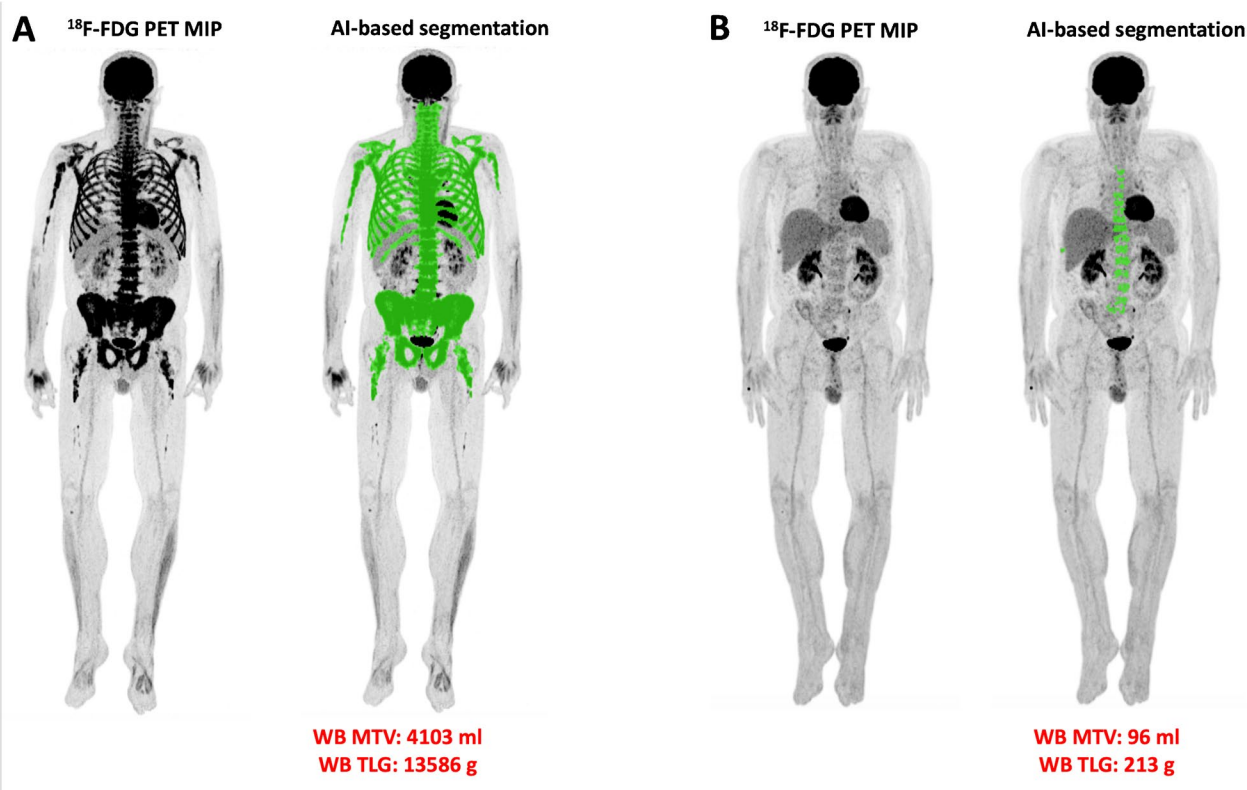 A
¹⁸F-FDG PET MIP
AI-based segmentation
WB MTV: 4103 ml
WB TLG: 13586 g
B
¹⁸F-FDG PET MIP
AI-based segmentation
WB MTV: 96 ml
WB TLG: 213 g